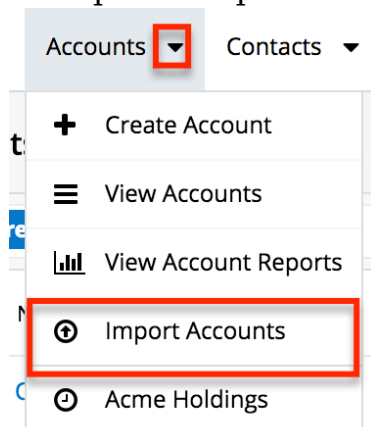 Accounts Contacts
Create Account
View Accounts
View Account Reports
Import Accounts
Acme Holdings